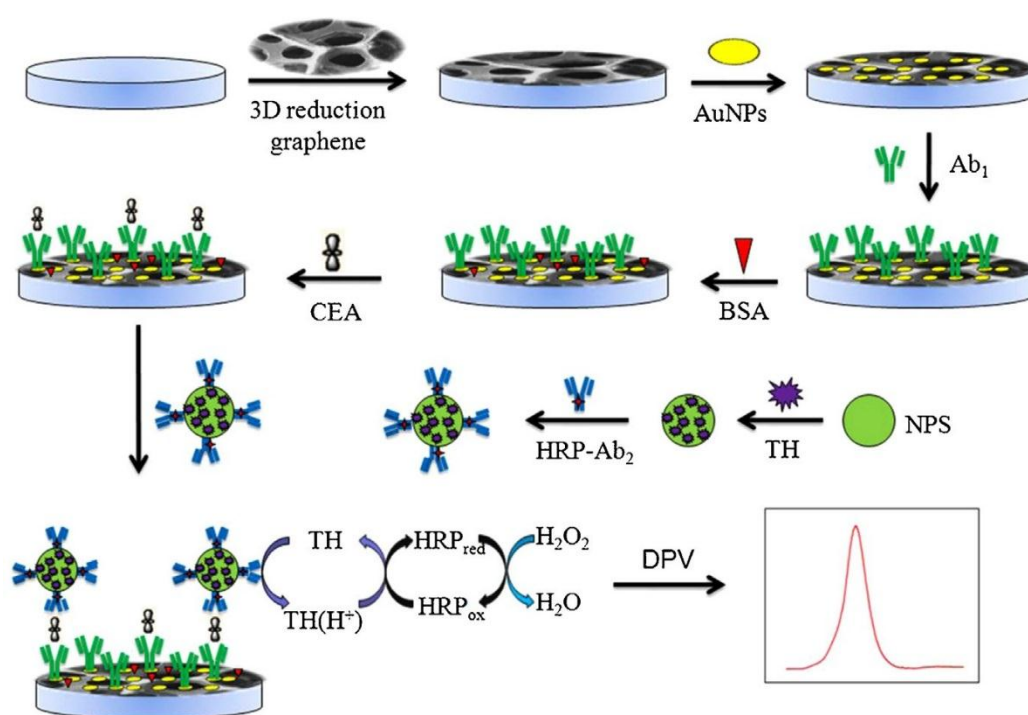 3D reduction
graphene
AuNPs
Ab₁
BSA
CEA
HRP-Ab₂
TH
NPS
TH
HRPred
H₂O₂
TH(H⁺)
HRPox
H₂O
DPV